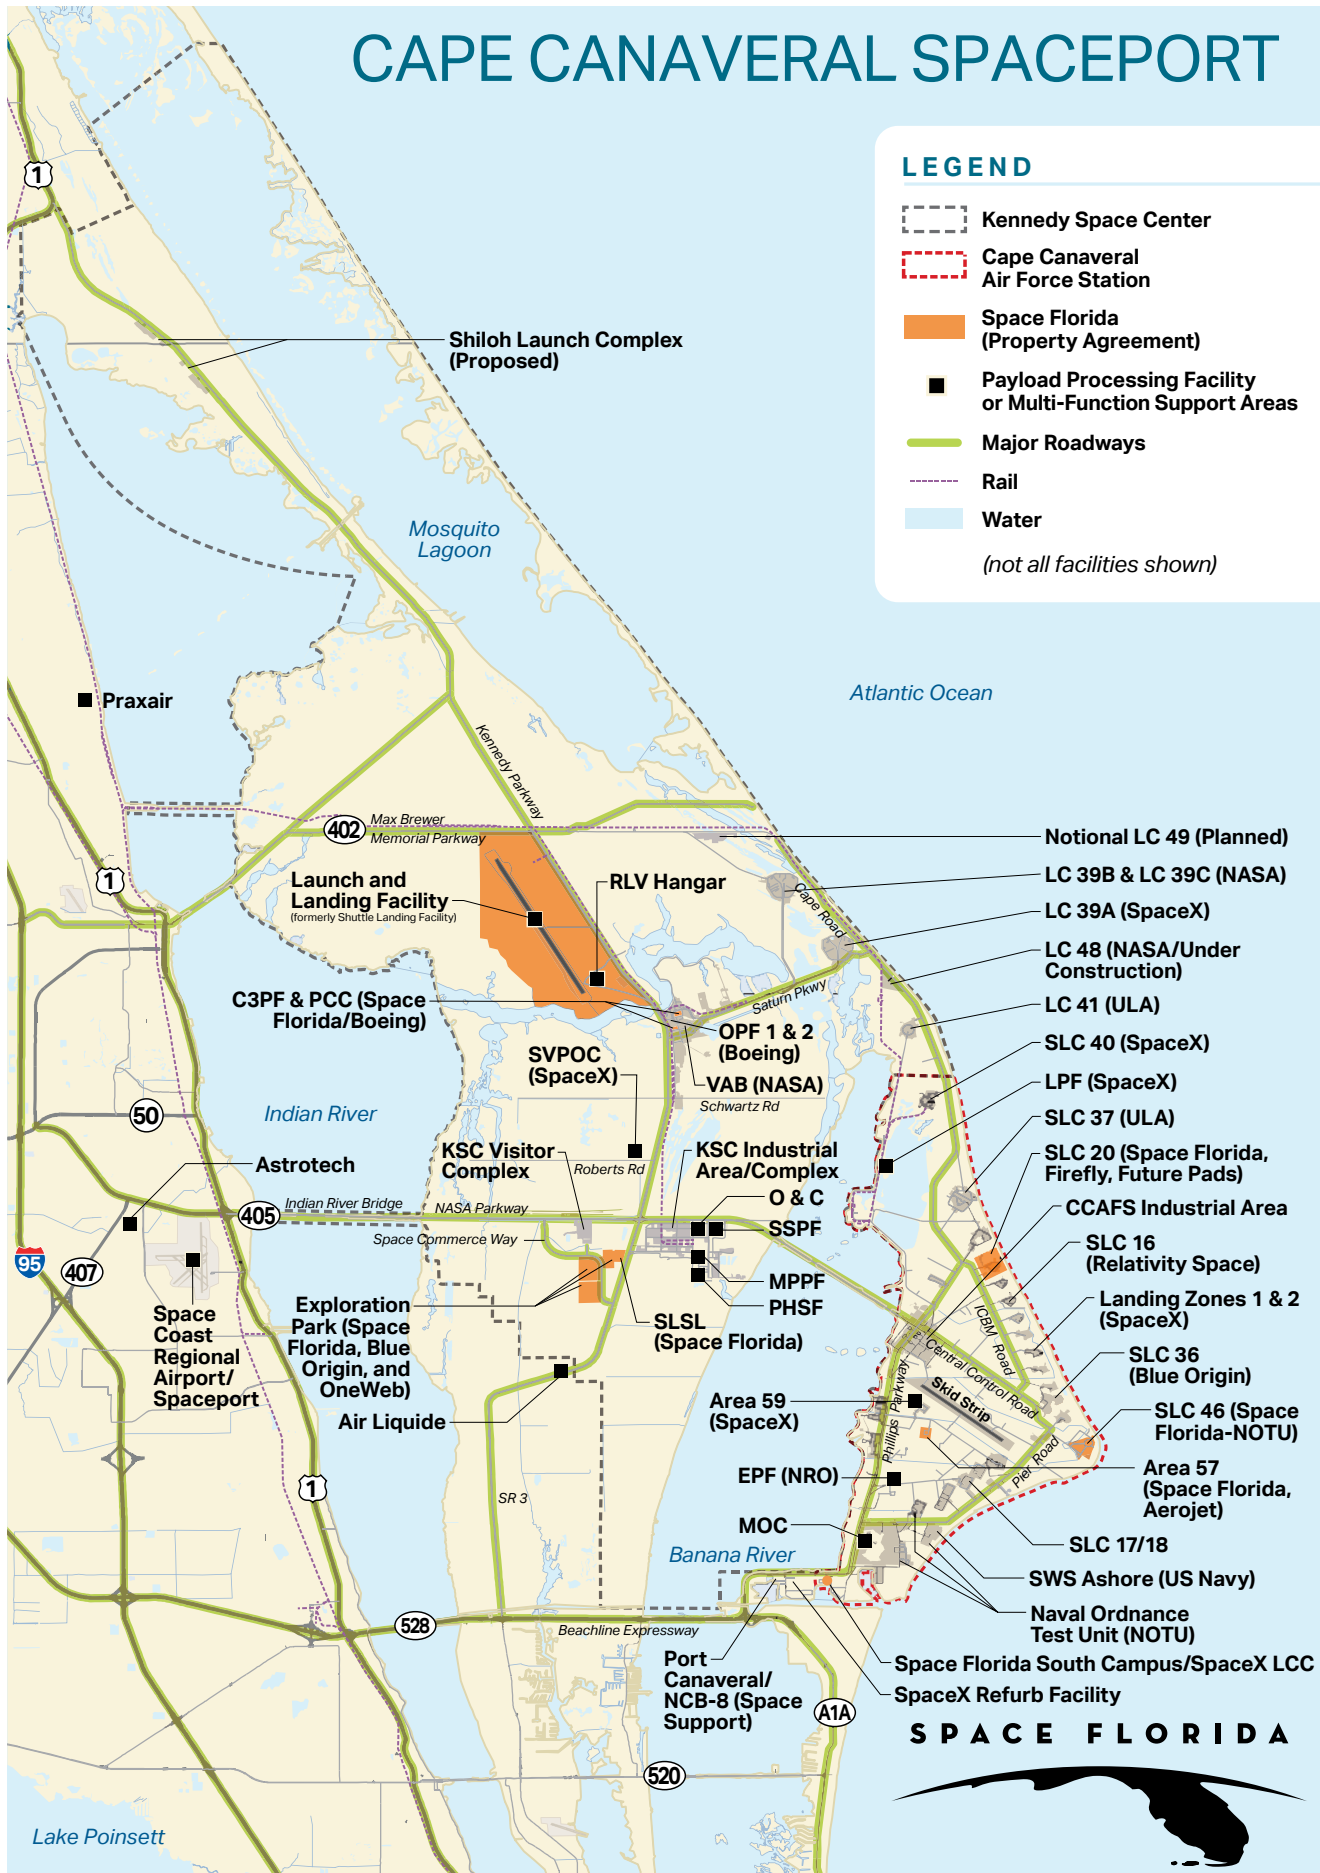 CAPE CANAVERAL SPACEPORT
LEGEND
Kennedy Space Center
Cape Canaveral
Air Force Station
Space Florida
(Property Agreement)
Payload Processing Facility
or Multi-Function Support Areas
Major Roadways
Rail
Water
(not all facilities shown)
1
Shiloh Launch Complex
(Proposed)
Mosquito
Lagoon
Atlantic Ocean
Praxair
Kennedy Parkway
402
Max Brewer
Memorial Parkway
1
Launch and
Landing Facility
(formerly Shuttle Landing Facility)
RLV Hangar
Cape Road
Notional LC 49 (Planned)
LC 39B & LC 39C (NASA)
LC 39A (SpaceX)
LC 48 (NASA/Under
Construction)
LC 41 (ULA)
SLC 40 (SpaceX)
LPF (SpaceX)
SLC 37 (ULA)
SLC 20 (Space Florida,
Firefly, Future Pads)
CCAFS Industrial Area
SLC 16
(Relativity Space)
Landing Zones 1 & 2
(SpaceX)
SLC 36
(Blue Origin)
SLC 46 (Space
Florida-NOTU)
Area 57
(Space Florida,
Aerojet)
SLC 17/18
SWS Ashore (US Navy)
Naval Ordnance
Test Unit (NOTU)
Space Florida South Campus/SpaceX LCC
SpaceX Refurb Facility
C3PF & PCC (Space
Florida/Boeing)
Saturn Pkwy
OPF 1 & 2
(Boeing)
SVPOC
(SpaceX)
VAB (NASA)
Schwartz Rd
50
Indian River
Astrotech
KSC Visitor
Complex
Roberts Rd
KSC Industrial
Area/Complex
O & C
SSPF
MPPF
PHSF
405
Indian River Bridge
NASA Parkway
Space Commerce Way
95
407
Space
Coast
Regional
Airport/
Spaceport
Exploration
Park (Space
Florida, Blue
Origin, and
OneWeb)
SLSL
(Space Florida)
Air Liquide
ICBM Road
Central Control Road
Skid Strip
Phillips Parkway
Pier Road
Area 59
(SpaceX)
EPF (NRO)
MOC
SR 3
1
Banana River
528
Beachline Expressway
Port
Canaveral/
NCB-8 (Space
Support)
A1A
520
Lake Poinsett
SPACE FLORIDA